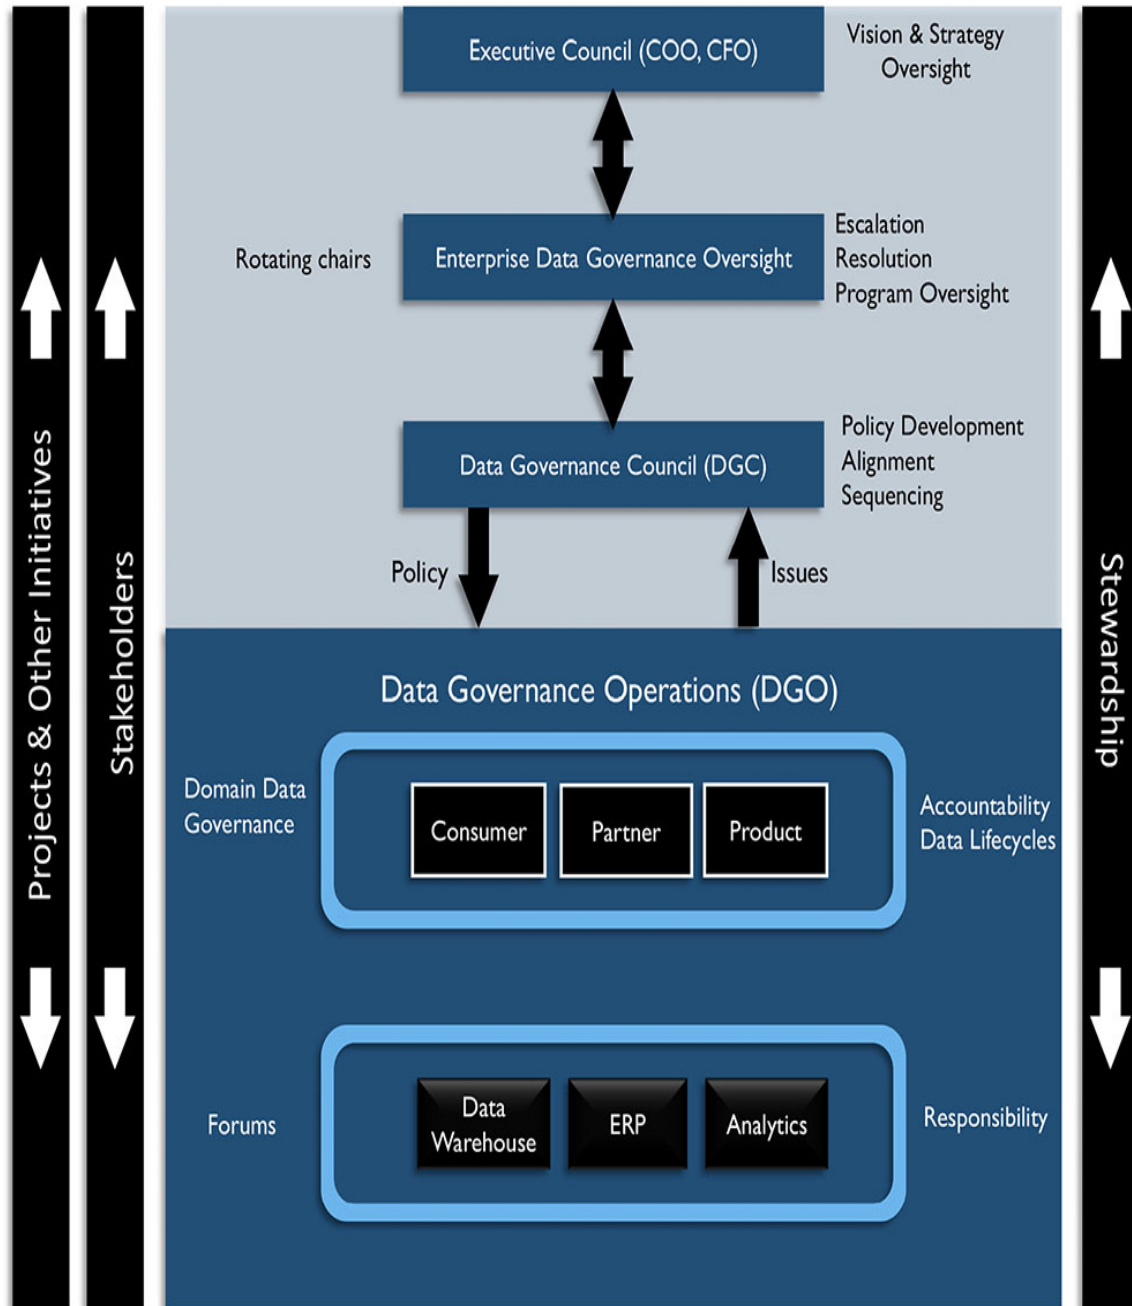 Executive Council (COO, CFO)
Vision & Strategy
Oversight
Rotating chairs
Enterprise Data Governance Oversight
Escalation
Resolution
Program Oversight
Data Governance Council (DGC)
Policy Development
Alignment
Sequencing
Policy
Issues
Projects & Other Initiatives
Stakeholders
Stewardship
Data Governance Operations (DGO)
Domain Data
Governance
Consumer
Partner
Product
Accountability
Data Lifecycles
Forums
Data
Warehouse
ERP
Analytics
Responsibility